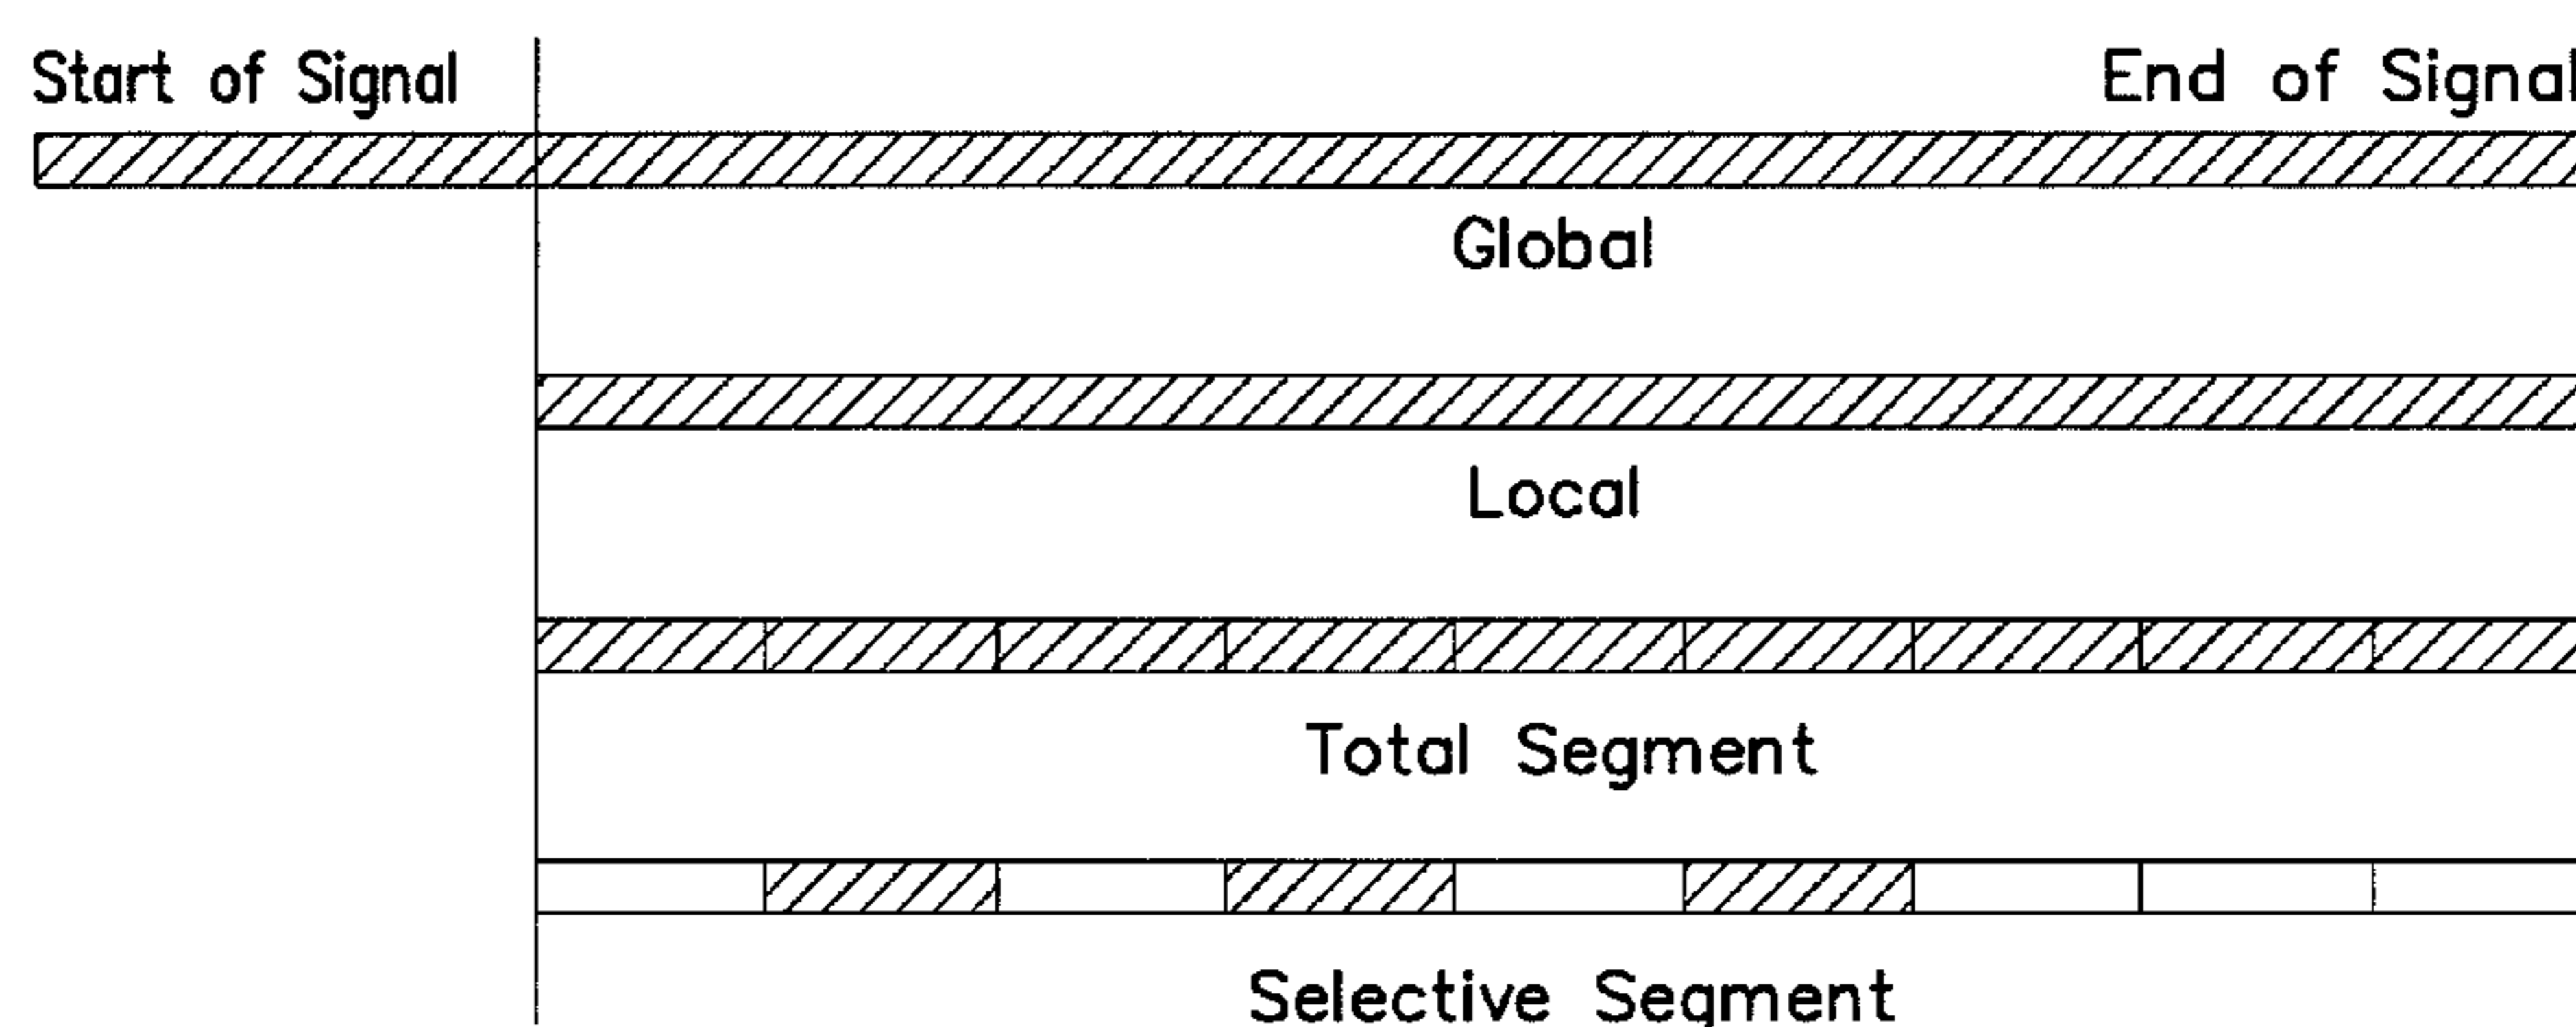 Start of Signal
End of Signal
Global
Local
Total Segment
Selective Segment